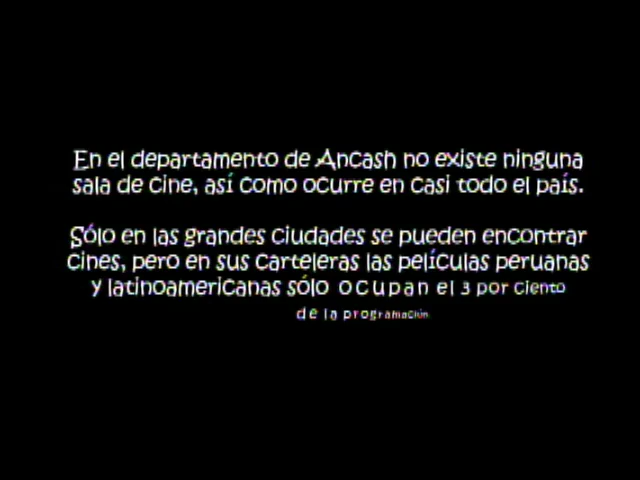 En el departamento de Ancash no existe ninguna
sala de cine, así como ocurre en casi todo el país.
Sólo en las grandes ciudades se pueden encontrar
cines, pero en sus carteleras las películas peruanas
y latinoamericanas sólo ocupan el 3 por ciento
de la programación